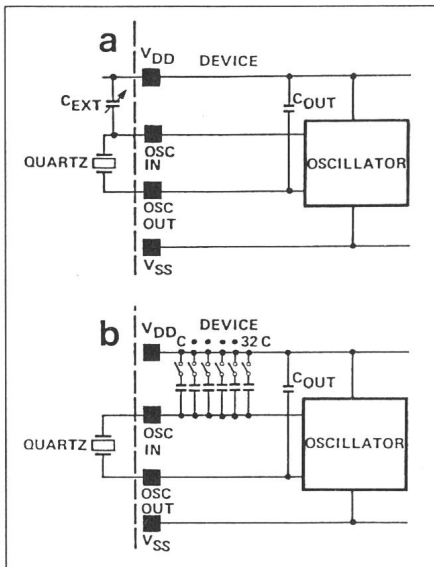 a
VDD DEVICE
CEXT
COUT
OSC
IN
QUARTZ
OSCILLATOR
OSC
OUT
VSS
b
VDD DEVICE
C • • • • 32 C
COUT
OSC
IN
QUARTZ
OSCILLATOR
OSC
OUT
VSS